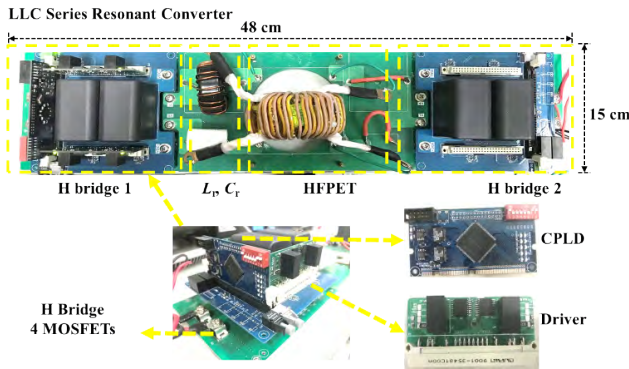 LLC Series Resonant Converter
48 cm
15 cm
H bridge 1
Lr, Cr
HFPET
H bridge 2
CPLD
H Bridge
4 MOSFETs
Driver